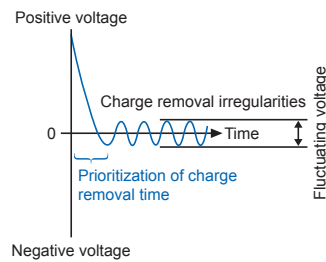 Positive voltage
Charge removal irregularities
0
Time
Fluctuating voltage
Prioritization of charge
removal time
Negative voltage